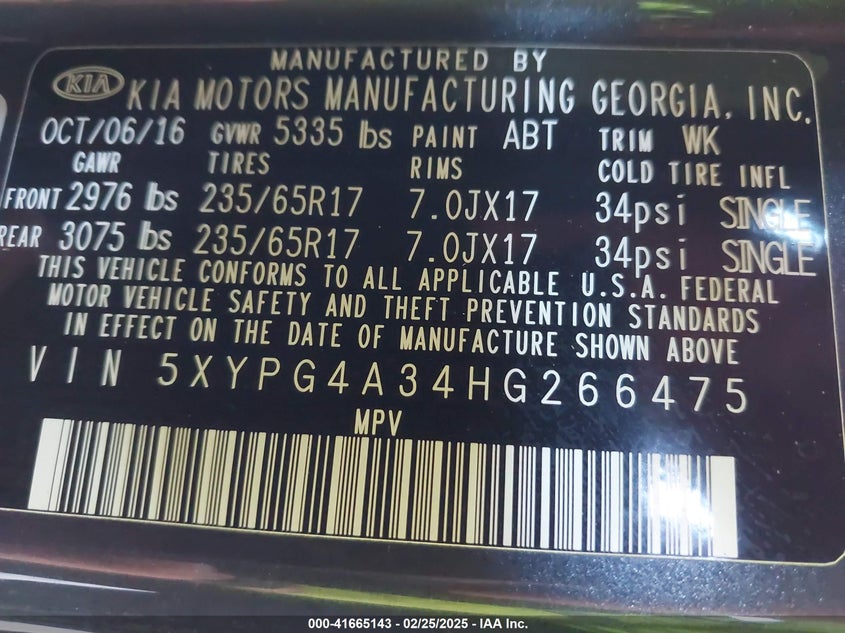 MANUFACTURED BY
KIA KIA MOTORS MANUFACTURING GEORGIA, INC.
OCT/06/16 GVWR 5335 lbs PAINT ABT TRIM WK
GAWR TIRES RIMS COLD TIRE INFL
FRONT 2976 lbs 235/65R17 7.0JX17 34psi SINGLE
REAR 3075 lbs 235/65R17 7.0JX17 34psi SINGLE
THIS VEHICLE CONFORMS TO ALL APPLICABLE U.S.A. FEDERAL
MOTOR VEHICLE SAFETY AND THEFT PREVENTION STANDARDS
IN EFFECT ON THE DATE OF MANUFACTURE SHOWN ABOVE
VIN 5XYPG4A34HG266475
MPV
000-41665143 - 02/25/2025 - IAA Inc.